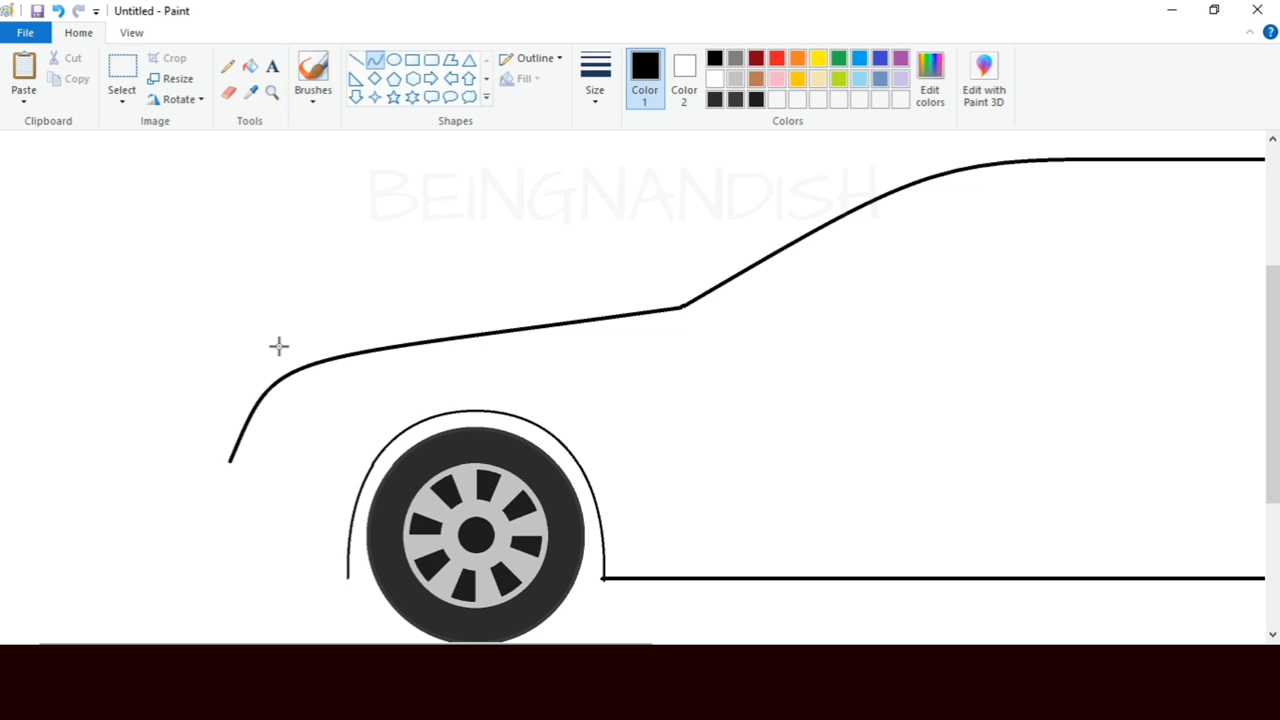 Untitled - Paint
File Home View
Paste
Cut
Copy
Clipboard
Select
Crop
Resize
Rotate
Image
A
Tools
Brushes
Shapes
Outline
Fill
Size
Color 1
Color 2
Edit colors
Colors
Edit with Paint 3D
?
BEiNGNANDiSH